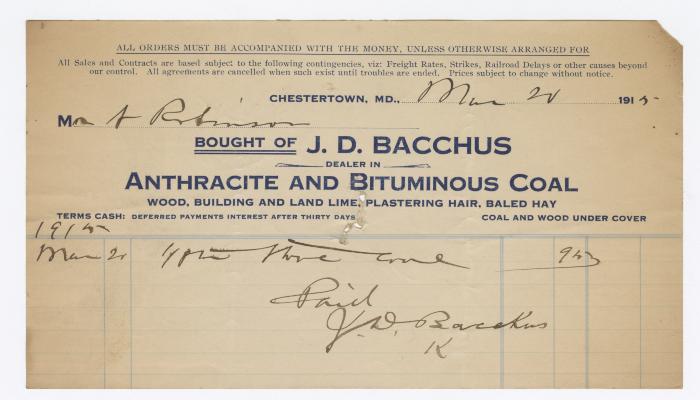 ALL ORDERS MUST BE ACCOMPANIED WITH THE MONEY, UNLESS OTHERWISE ARRANGED FOR
All Sales and Contracts are based subject to the following contingencies, viz: Freight Rates, Strikes, Railroad Delays or other causes beyond
our control. All agreements are cancelled when such exist until troubles are ended. Prices subject to change without notice.
CHESTERTOWN, MD., Mar 20 1915
M A Robinson
BOUGHT OF J. D. BACCHUS
DEALER IN
ANTHRACITE AND BITUMINOUS COAL
WOOD, BUILDING AND LAND LIME, PLASTERING HAIR, BALED HAY
TERMS CASH: DEFERRED PAYMENTS INTEREST AFTER THIRTY DAYS COAL AND WOOD UNDER COVER
1915
Mar 20 Stove Coal
Paid
J. D. Bacchus
K